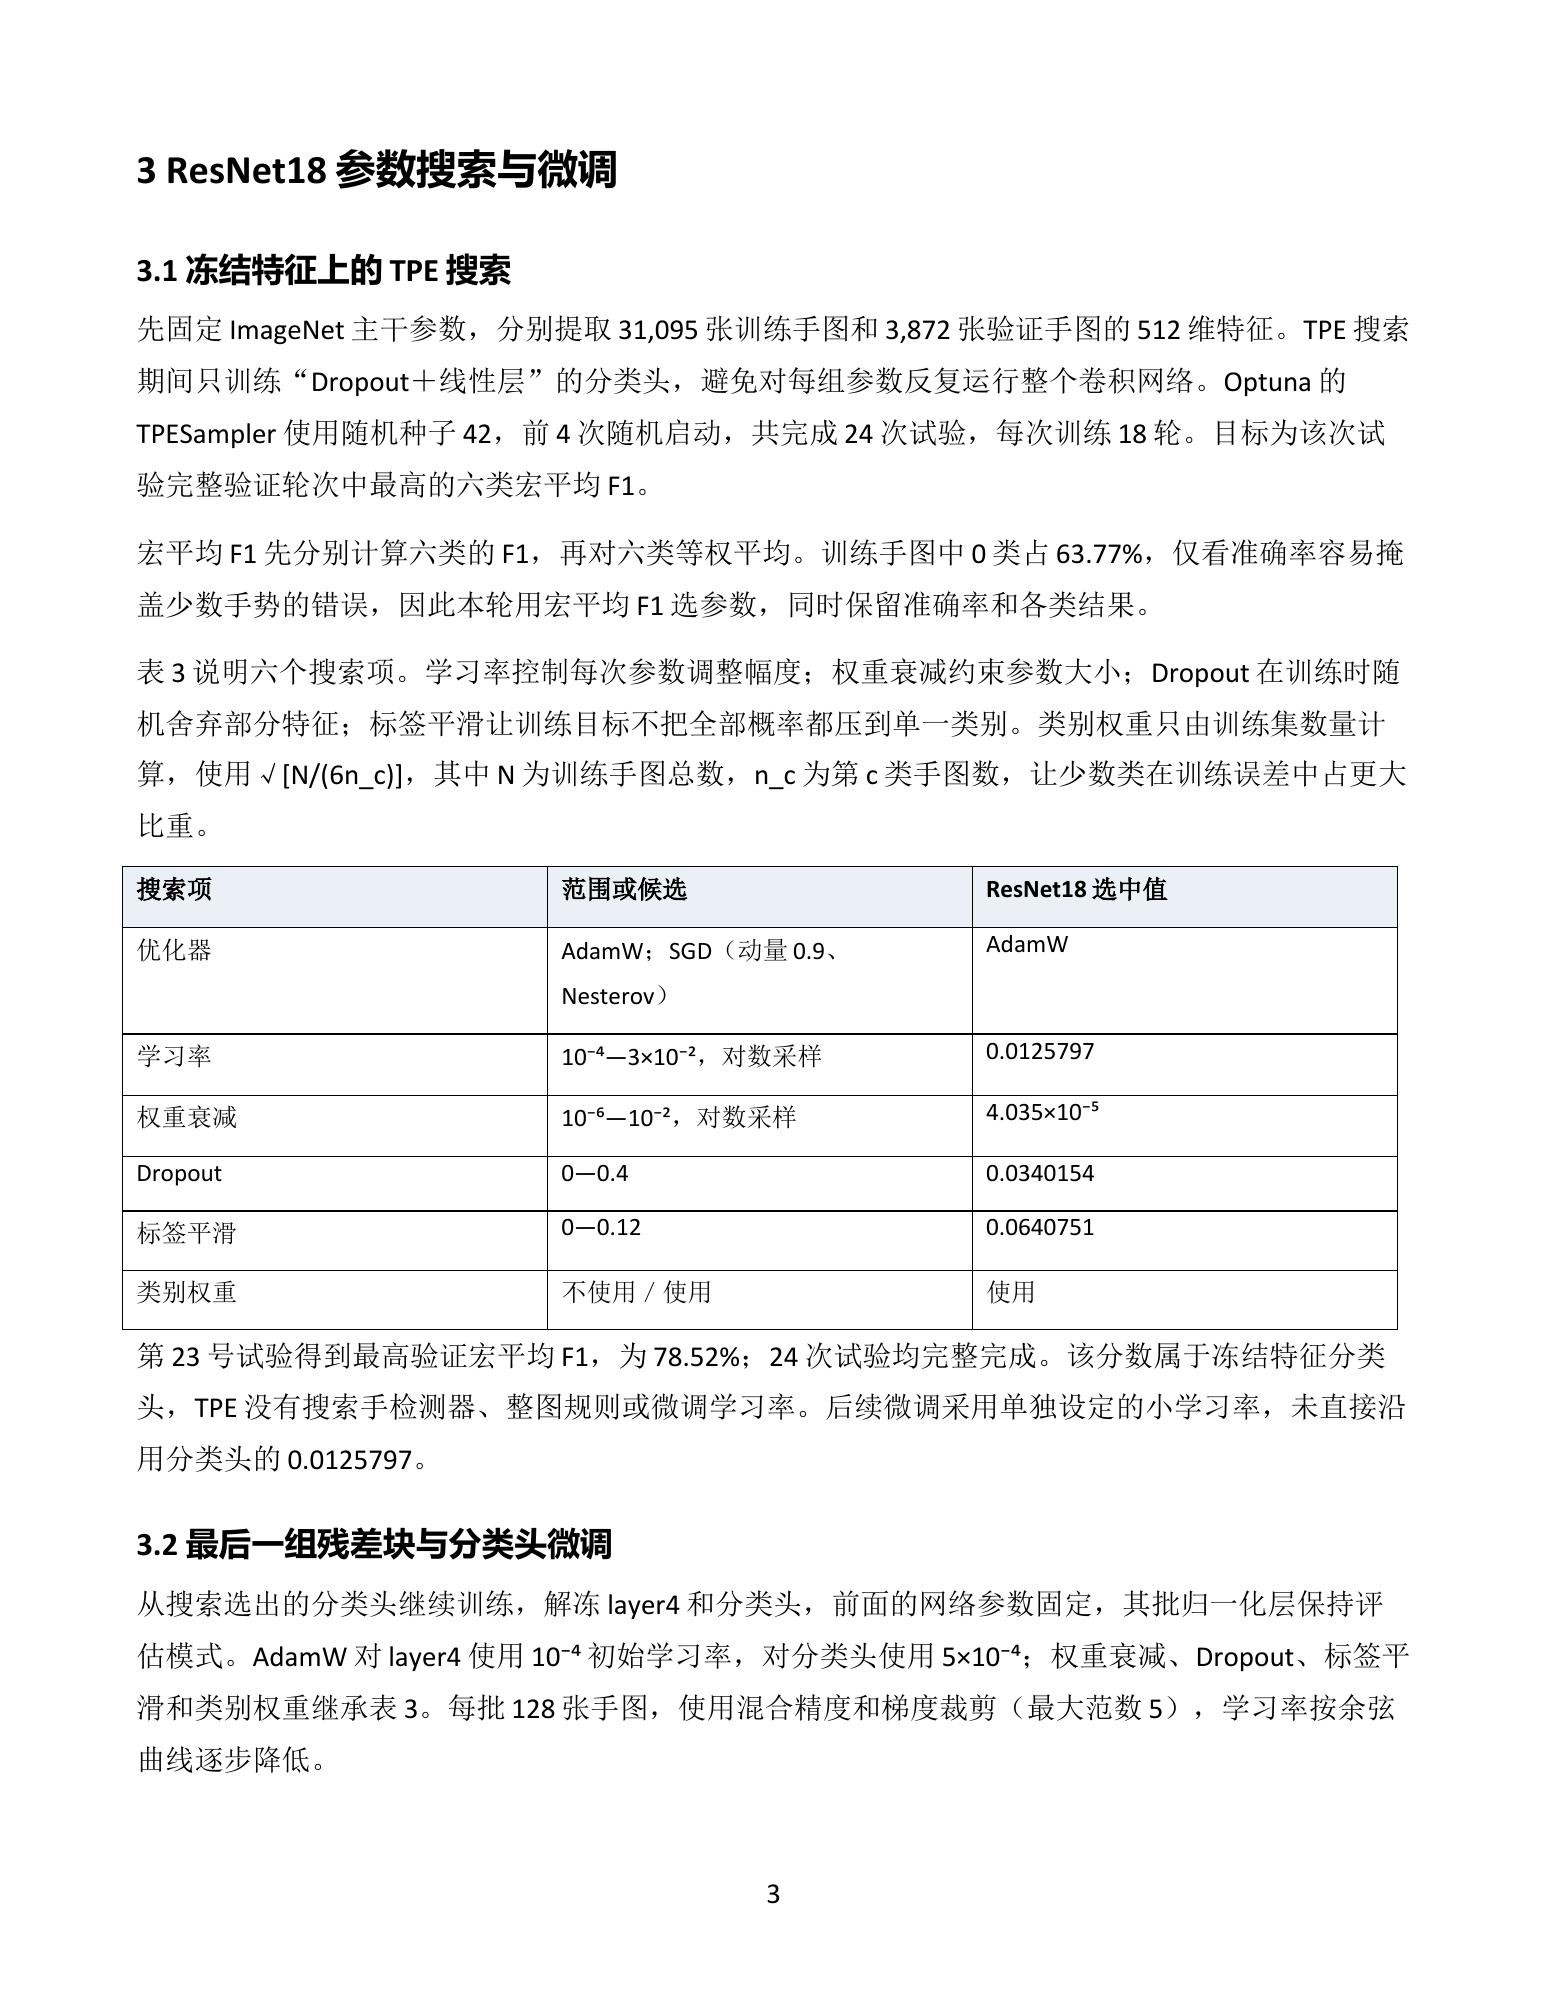 3 ResNet18 参数搜索与微调
3.1 冻结特征上的 TPE 搜索
先固定 ImageNet 主干参数，分别提取 31,095 张训练手图和 3,872 张验证手图的 512 维特征。TPE 搜索
期间只训练“Dropout＋线性层”的分类头，避免对每组参数反复运行整个卷积网络。Optuna 的
TPESampler 使用随机种子 42，前 4 次随机启动，共完成 24 次试验，每次训练 18 轮。目标为该次试
验完整验证轮次中最高的六类宏平均 F1。
宏平均 F1 先分别计算六类的 F1，再对六类等权平均。训练手图中 0 类占 63.77%，仅看准确率容易掩
盖少数手势的错误，因此本轮用宏平均 F1 选参数，同时保留准确率和各类结果。
表 3 说明六个搜索项。学习率控制每次参数调整幅度；权重衰减约束参数大小；Dropout 在训练时随
机舍弃部分特征；标签平滑让训练目标不把全部概率都压到单一类别。类别权重只由训练集数量计
算，使用 √[N/(6n_c)]，其中 N 为训练手图总数，n_c 为第 c 类手图数，让少数类在训练误差中占更大
比重。
搜索项 范围或候选 ResNet18 选中值
优化器 AdamW；SGD（动量 0.9、 AdamW
Nesterov）
学习率 10⁻⁴—3×10⁻²，对数采样 0.0125797
权重衰减 10⁻⁶—10⁻²，对数采样 4.035×10⁻⁵
Dropout 0—0.4 0.0340154
标签平滑 0—0.12 0.0640751
类别权重 不使用 / 使用 使用
第 23 号试验得到最高验证宏平均 F1，为 78.52%；24 次试验均完整完成。该分数属于冻结特征分类
头，TPE 没有搜索手检测器、整图规则或微调学习率。后续微调采用单独设定的小学习率，未直接沿
用分类头的 0.0125797。
3.2 最后一组残差块与分类头微调
从搜索选出的分类头继续训练，解冻 layer4 和分类头，前面的网络参数固定，其批归一化层保持评
估模式。AdamW 对 layer4 使用 10⁻⁴ 初始学习率，对分类头使用 5×10⁻⁴；权重衰减、Dropout、标签平
滑和类别权重继承表 3。每批 128 张手图，使用混合精度和梯度裁剪（最大范数 5），学习率按余弦
曲线逐步降低。
3